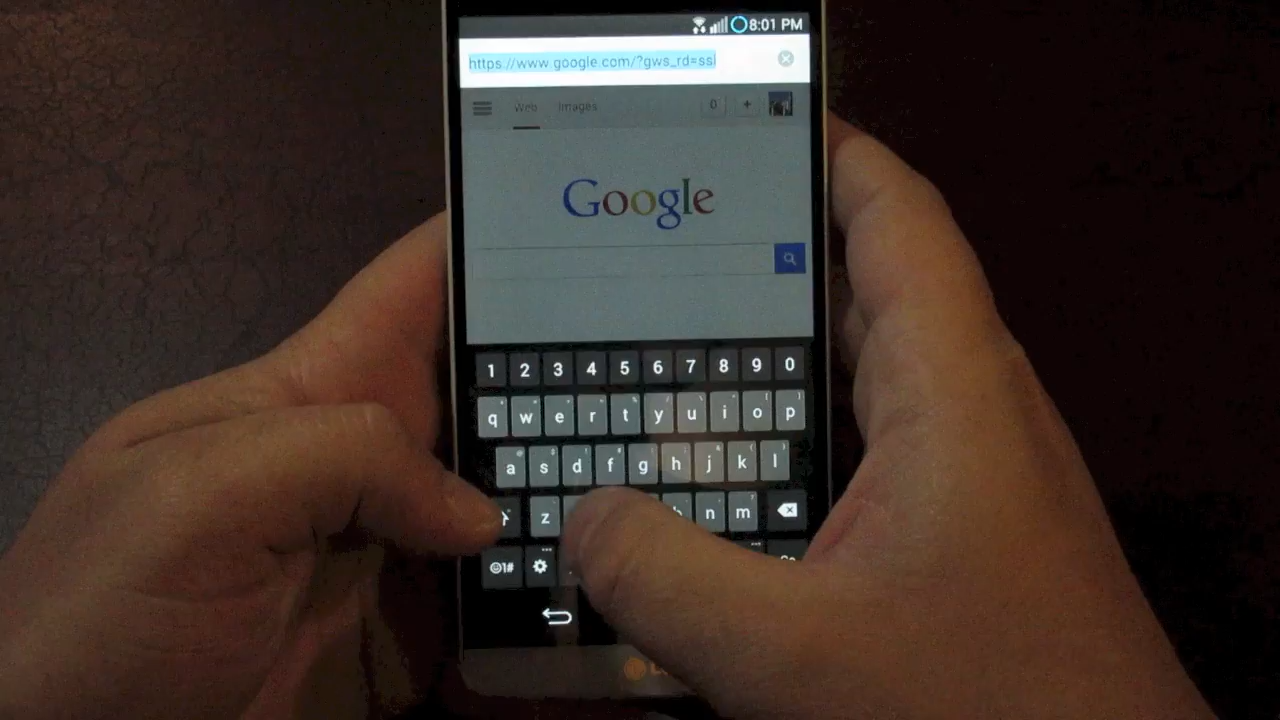 8:01 PM
https://www.google.com/?gws_rd=ssl
Web Images 0 +
Google
1 2 3 4 5 6 7 8 9 0
q w e r t y u i o p
a s d f g h j k l
z b n m
1# Go